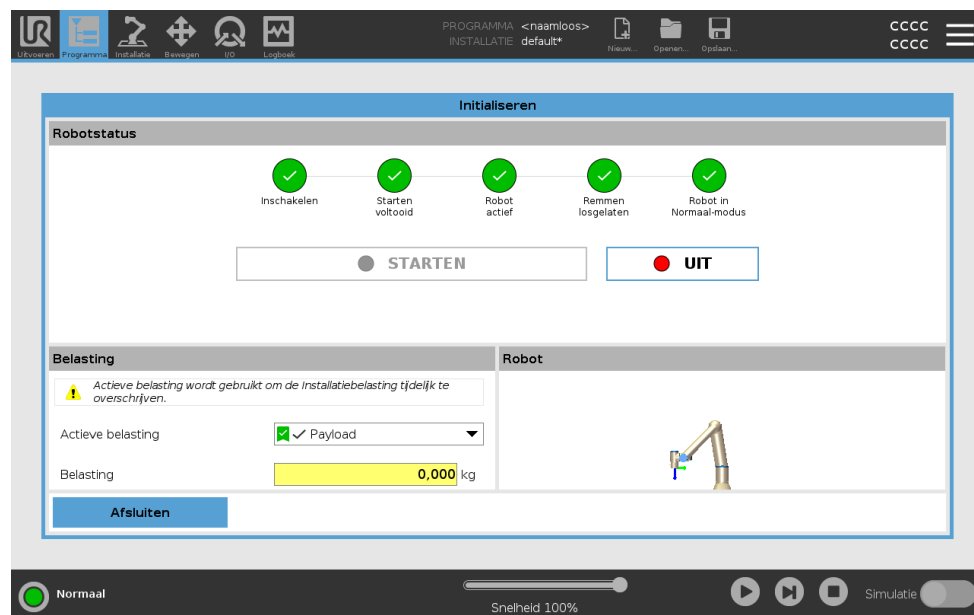 PROGRAMMA <naamloos>
INSTALLATIE default*
UR
Uitvoeren Programma Installatie Bewegen I/O Logboek
Nieuw... Openen... Opslaan...
CCCC
CCCC
Initialiseren
Robotstatus
Inschakelen
Starten
voltooid
Robot
actief
Remmen
losgelaten
Robot in
Normaal-modus
STARTEN
UIT
Belasting
Robot
Actieve belasting wordt gebruikt om de Installatiebelasting tijdelijk te
overschrijven.
Actieve belasting
Payload
Belasting
0,000 kg
Afsluiten
Normaal
Snelheid 100%
Simulatie